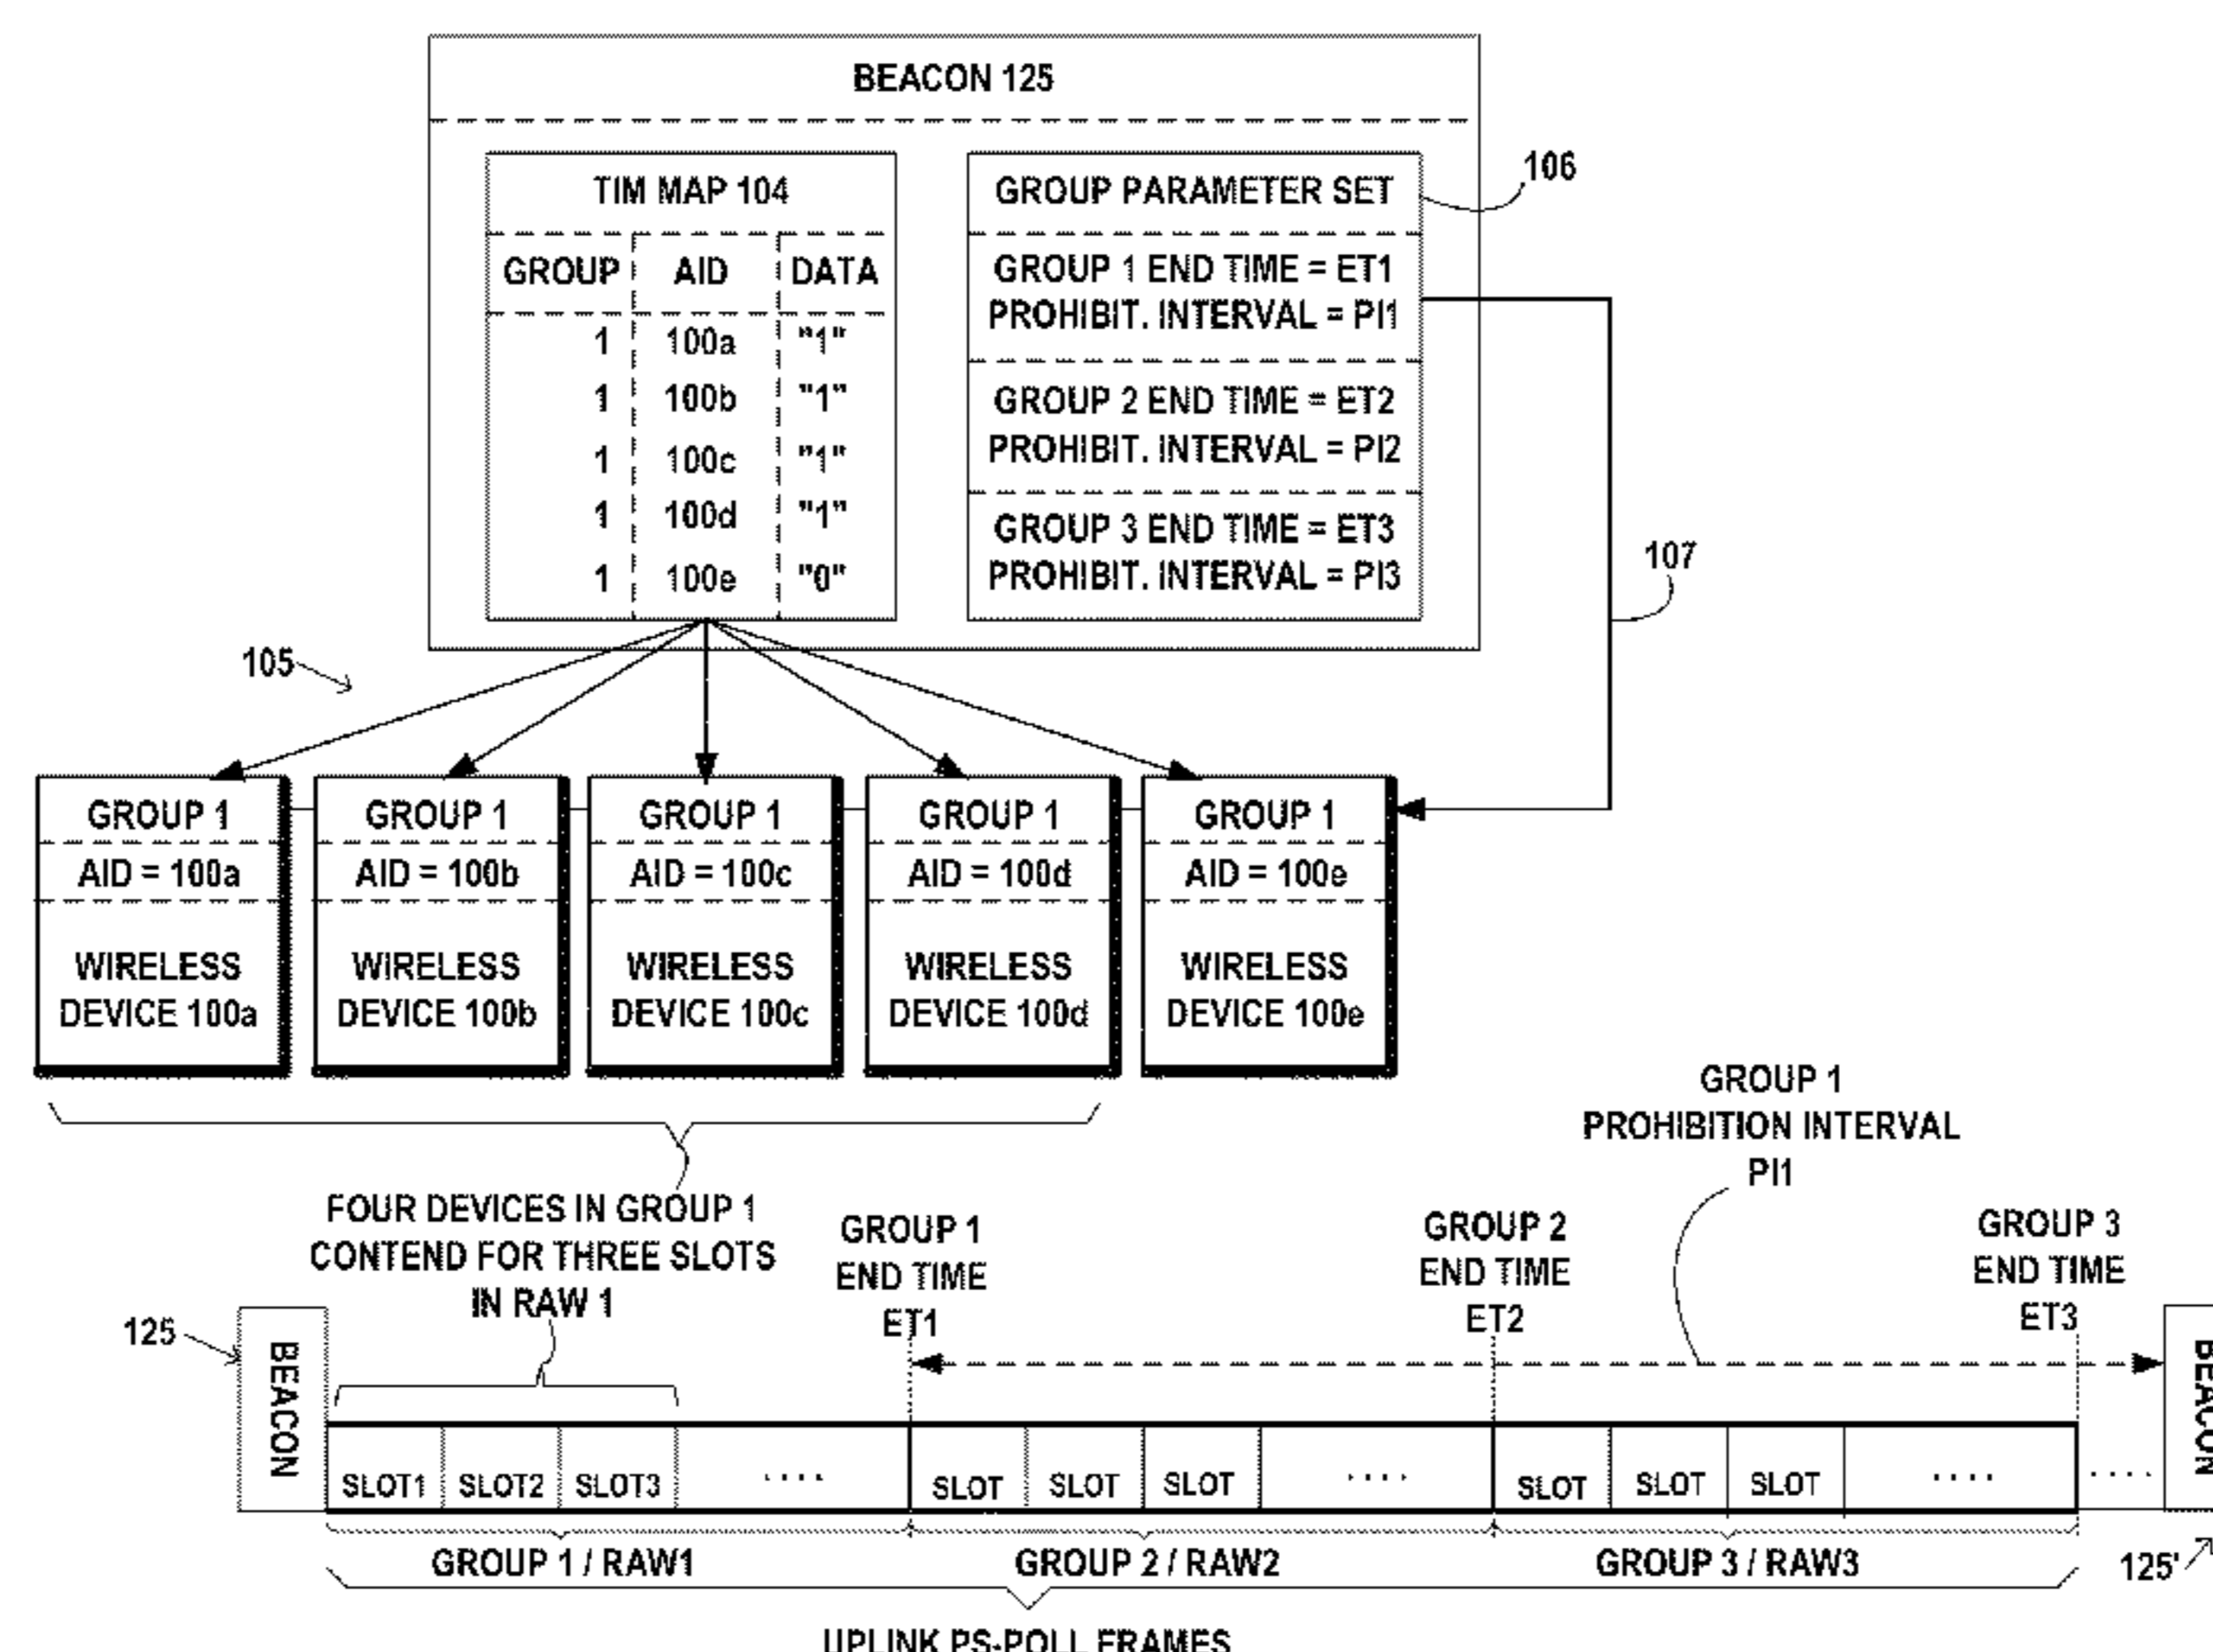 BEACON 125
TIM MAP 104
GROUP AID DATA
1 100a "1"
1 100b "1"
1 100c "1"
1 100d "1"
1 100e "0"
GROUP PARAMETER SET
GROUP 1 END TIME = ET1
PROHIBIT. INTERVAL = PI1
GROUP 2 END TIME = ET2
PROHIBIT. INTERVAL = PI2
GROUP 3 END TIME = ET3
PROHIBIT. INTERVAL = PI3
106
107
105
GROUP 1
AID = 100a
WIRELESS
DEVICE 100a
GROUP 1
AID = 100b
WIRELESS
DEVICE 100b
GROUP 1
AID = 100c
WIRELESS
DEVICE 100c
GROUP 1
AID = 100d
WIRELESS
DEVICE 100d
GROUP 1
AID = 100e
WIRELESS
DEVICE 100e
FOUR DEVICES IN GROUP 1
CONTEND FOR THREE SLOTS
IN RAW 1
GROUP 1
END TIME
ET1
GROUP 2
END TIME
ET2
GROUP 1
PROHIBITION INTERVAL
PI1
GROUP 3
END TIME
ET3
125
BEACON
SLOT1 SLOT2 SLOT3 ....
SLOT SLOT SLOT ....
SLOT SLOT SLOT ....
....
BEACON
GROUP 1 / RAW1
GROUP 2 / RAW2
GROUP 3 / RAW3
125'
UPLINK PS-POLL FRAMES